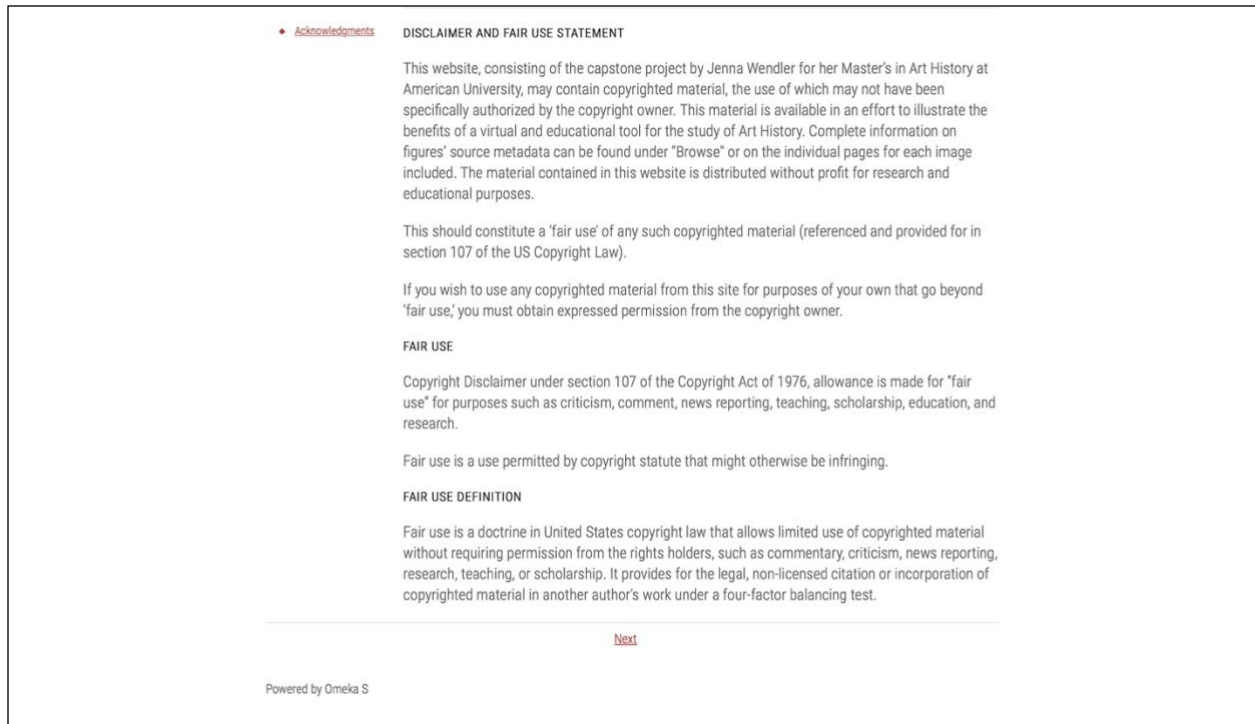 Acknowledgments
DISCLAIMER AND FAIR USE STATEMENT
This website, consisting of the capstone project by Jenna Wendler for her Master's in Art History at
American University, may contain copyrighted material, the use of which may not have been
specifically authorized by the copyright owner. This material is available in an effort to illustrate the
benefits of a virtual and educational tool for the study of Art History. Complete information on
figures' source metadata can be found under "Browse" or on the individual pages for each image
included. The material contained in this website is distributed without profit for research and
educational purposes.
This should constitute a 'fair use' of any such copyrighted material (referenced and provided for in
section 107 of the US Copyright Law).
If you wish to use any copyrighted material from this site for purposes of your own that go beyond
'fair use,' you must obtain expressed permission from the copyright owner.
FAIR USE
Copyright Disclaimer under section 107 of the Copyright Act of 1976, allowance is made for "fair
use" for purposes such as criticism, comment, news reporting, teaching, scholarship, education, and
research.
Fair use is a use permitted by copyright statute that might otherwise be infringing.
FAIR USE DEFINITION
Fair use is a doctrine in United States copyright law that allows limited use of copyrighted material
without requiring permission from the rights holders, such as commentary, criticism, news reporting,
research, teaching, or scholarship. It provides for the legal, non-licensed citation or incorporation of
copyrighted material in another author's work under a four-factor balancing test.
Next
Powered by Omeka S